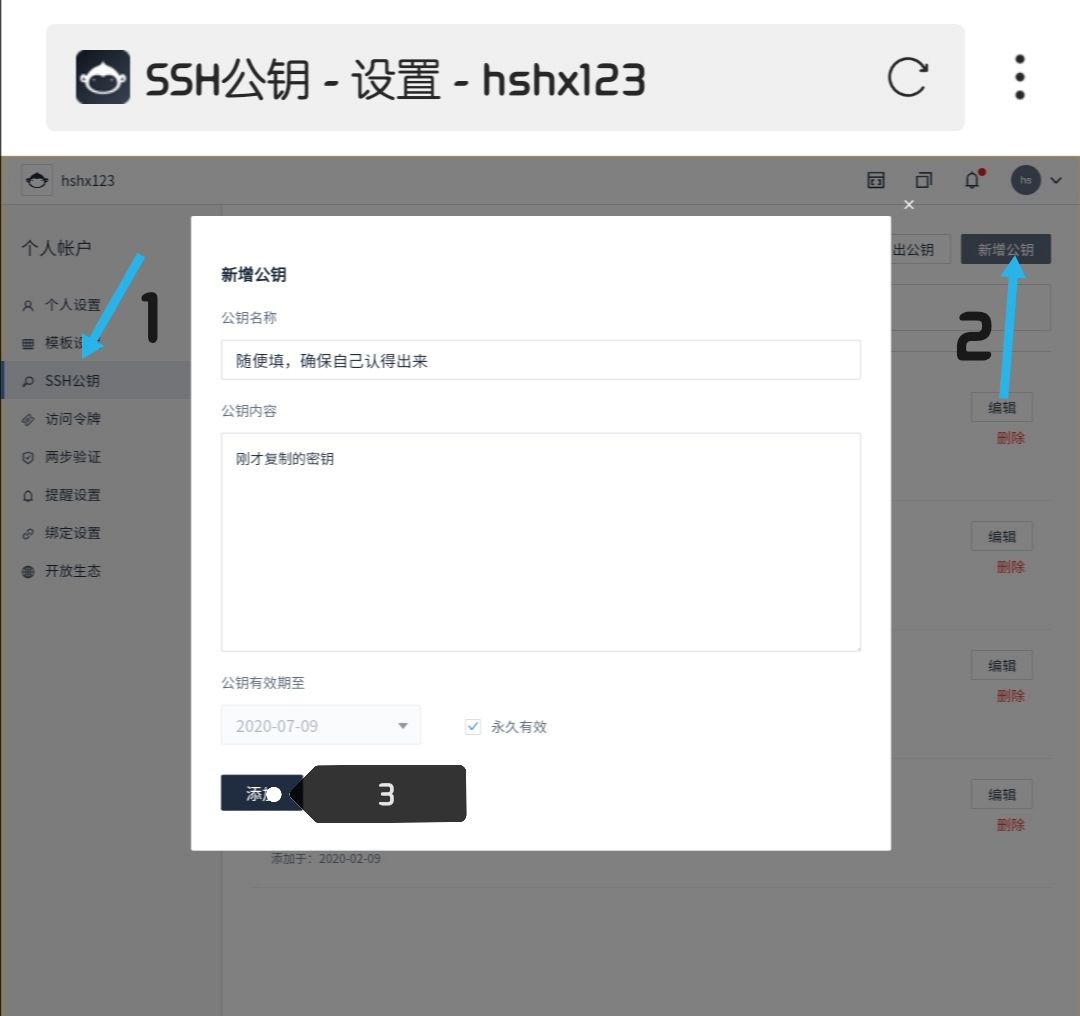 SSH公钥 - 设置 - hshx123
hshx123
hs
个人帐户
出公钥
新增公钥
1
2
个人设置
模板设
SSH公钥
访问令牌
两步验证
提醒设置
绑定设置
开放生态
新增公钥
公钥名称
随便填，确保自己认得出来
公钥内容
刚才复制的密钥
公钥有效期至
2020-07-09
永久有效
添加
3
编辑
删除
编辑
删除
编辑
删除
编辑
删除
添加于：2020-02-09